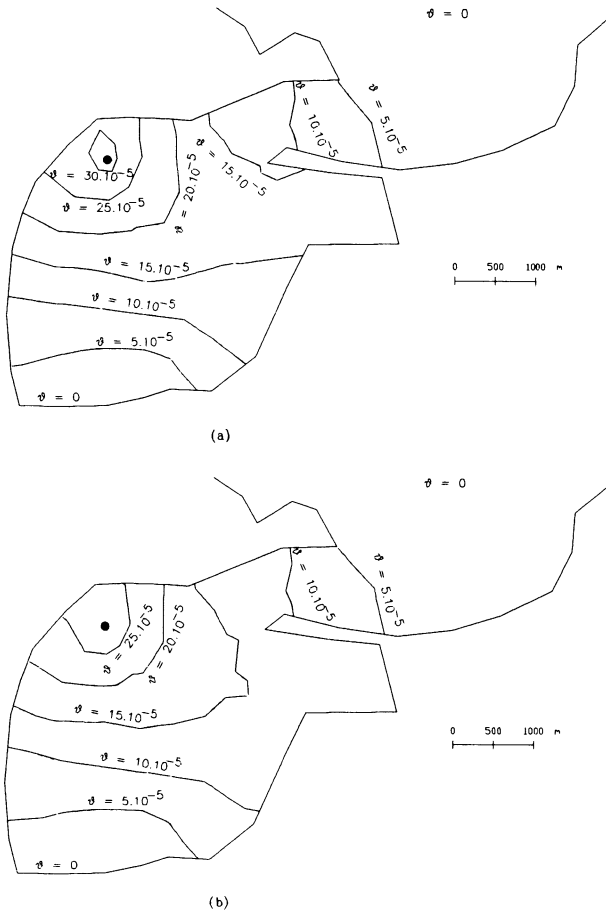 ϑ = 0
ϑ = 5.10⁻⁵
ϑ = 10.10⁻⁵
ϑ = 15.10⁻⁵
ϑ = 20.10⁻⁵
ϑ = 30.10⁻⁵
ϑ = 25.10⁻⁵
ϑ = 15.10⁻⁵
ϑ = 10.10⁻⁵
ϑ = 5.10⁻⁵
ϑ = 0
0 500 1000 m
(a)
ϑ = 0
ϑ = 5.10⁻⁵
ϑ = 10.10⁻⁵
ϑ = 25.10⁻⁵
ϑ = 20.10⁻⁵
ϑ = 15.10⁻⁵
ϑ = 10.10⁻⁵
ϑ = 5.10⁻⁵
ϑ = 0
0 500 1000 m
(b)